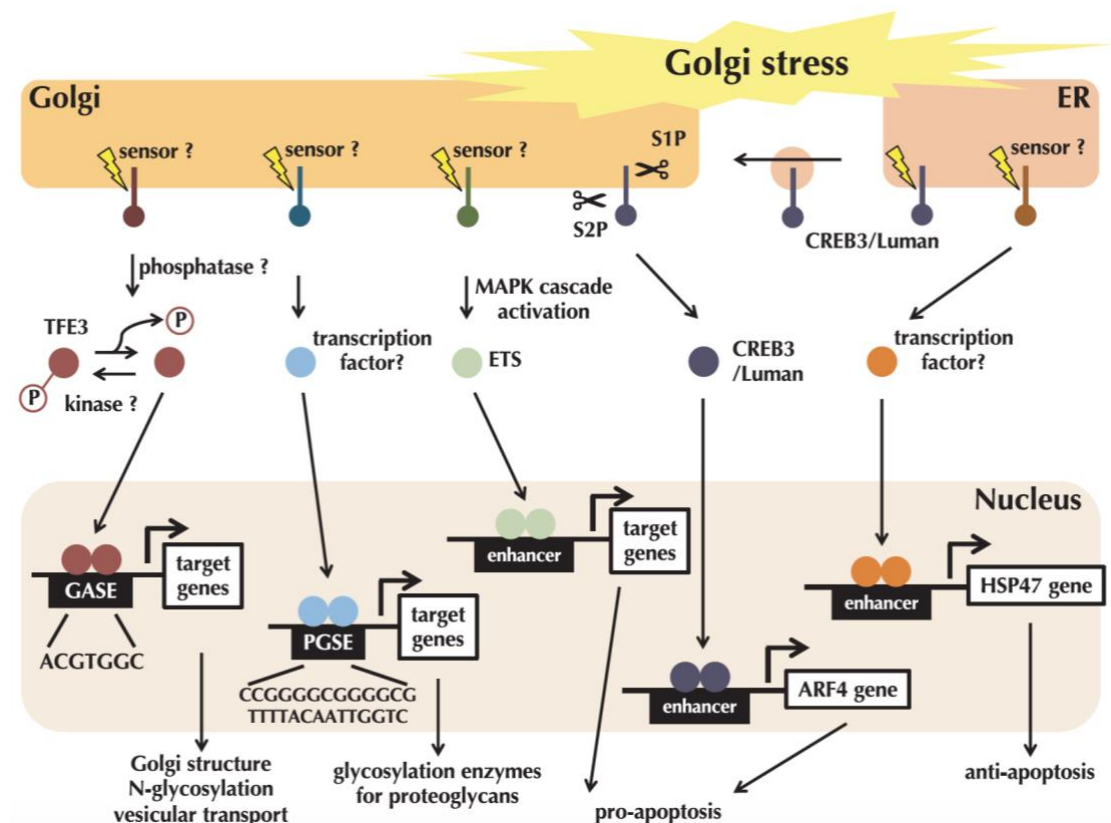 Golgi stress
Golgi
ER
S1P
sensor ?
sensor ?
sensor ?
sensor ?
S2P
CREB3/Luman
phosphatase ?
MAPK cascade
activation
TFE3
P
transcription
factor?
ETS
CREB3
/Luman
transcription
factor?
P
kinase ?
Nucleus
target
genes
enhancer
target
genes
GASE
HSP47 gene
enhancer
target
genes
PGSE
ACGTGGC
ARF4 gene
enhancer
CCGGGGCGGGGCG
TTTTACAATTGGTC
Golgi structure
N-glycosylation
vesicular transport
glycosylation enzymes
for proteoglycans
pro-apoptosis
anti-apoptosis